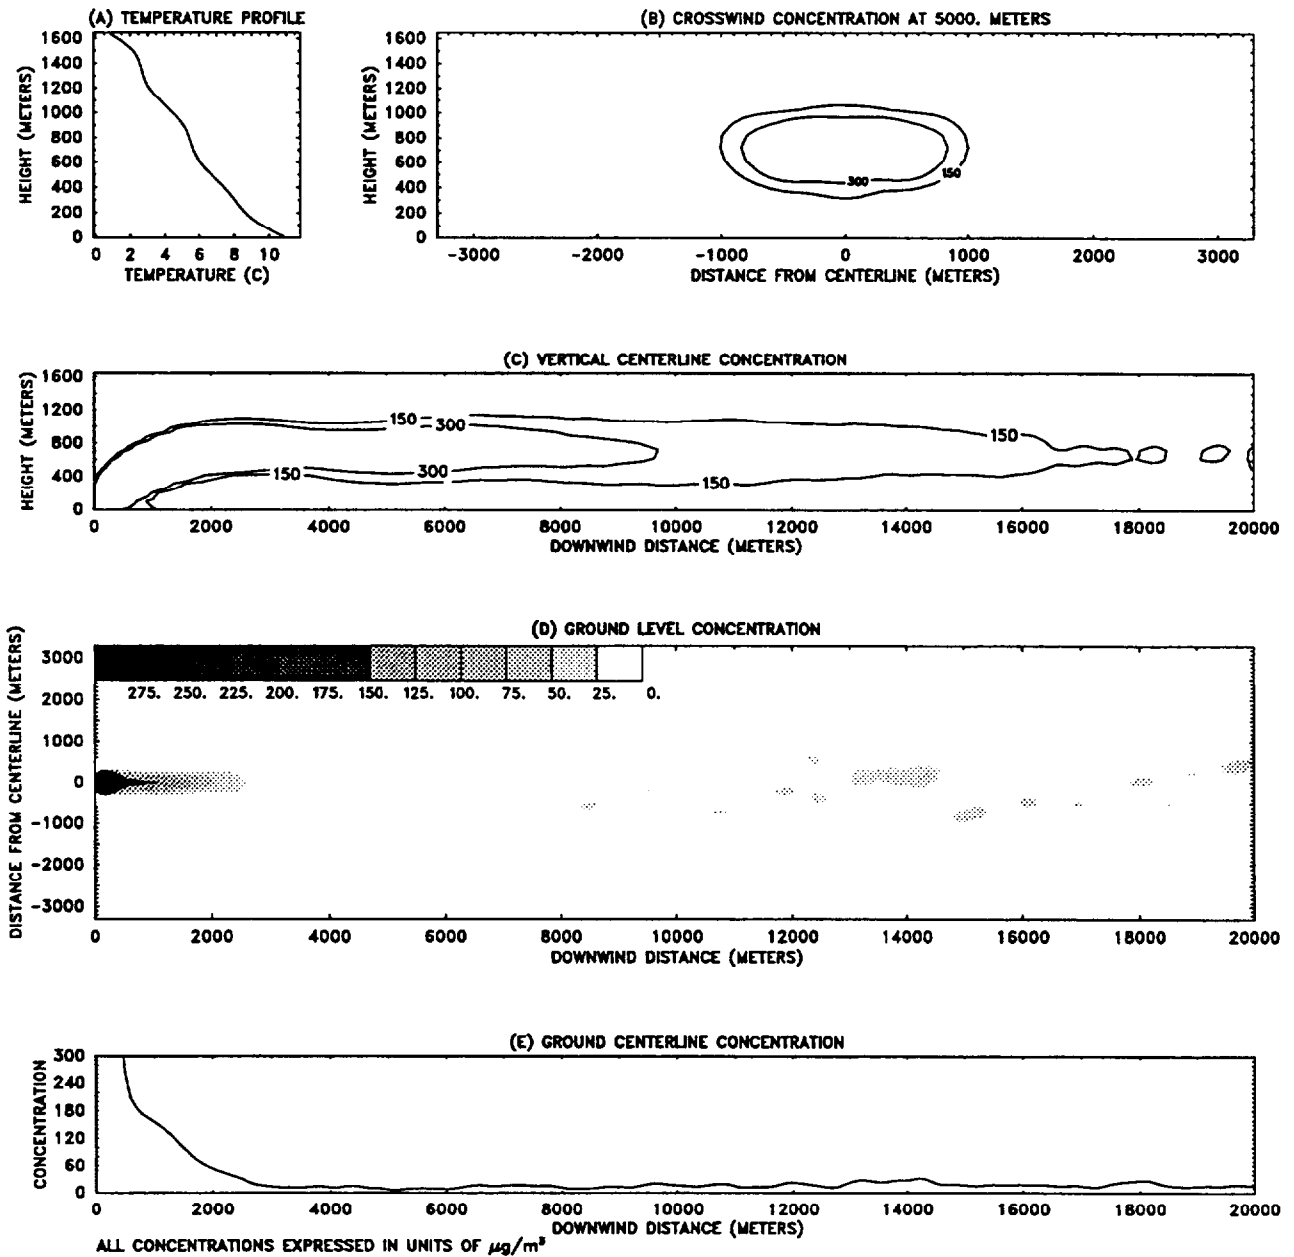 (A) TEMPERATURE PROFILE
HEIGHT (METERS)
1600
1400
1200
1000
800
600
400
200
0
0 2 4 6 8 10
TEMPERATURE (C)
(B) CROSSWIND CONCENTRATION AT 5000. METERS
HEIGHT (METERS)
1600
1400
1200
1000
800
600
400
200
0
300
150
-3000 -2000 -1000 0 1000 2000 3000
DISTANCE FROM CENTERLINE (METERS)
(C) VERTICAL CENTERLINE CONCENTRATION
HEIGHT (METERS)
1600
1200
800
400
0
150
300
150
300
150
150
0 2000 4000 6000 8000 10000 12000 14000 16000 18000 20000
DOWNWIND DISTANCE (METERS)
(D) GROUND LEVEL CONCENTRATION
DISTANCE FROM CENTERLINE (METERS)
3000
2000
1000
0
-1000
-2000
-3000
275. 250. 225. 200. 175. 150. 125. 100. 75. 50. 25. 0.
0 2000 4000 6000 8000 10000 12000 14000 16000 18000 20000
DOWNWIND DISTANCE (METERS)
(E) GROUND CENTERLINE CONCENTRATION
CONCENTRATION
300
240
180
120
60
0
0 2000 4000 6000 8000 10000 12000 14000 16000 18000 20000
DOWNWIND DISTANCE (METERS)
ALL CONCENTRATIONS EXPRESSED IN UNITS OF μg/m³